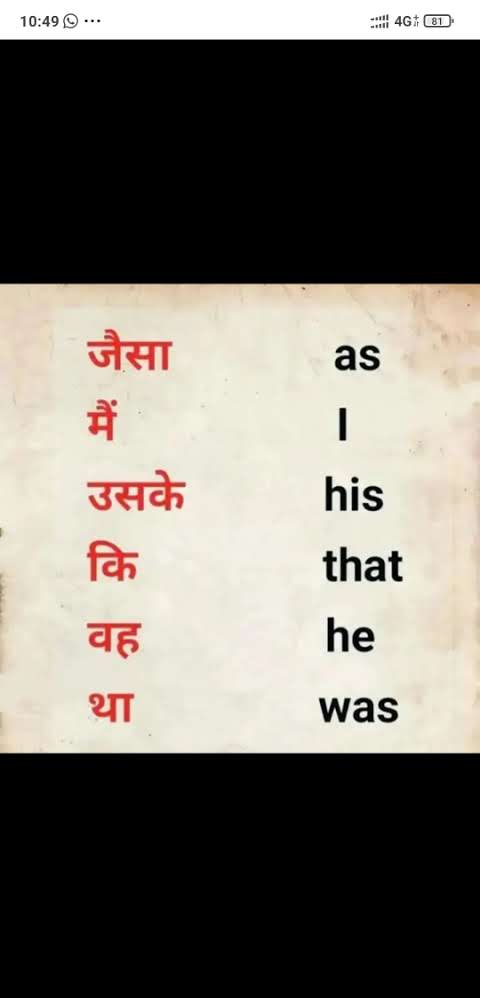 10:49 ... 4G 81
जैसा as
मैं I
उसके his
कि that
वह he
था was